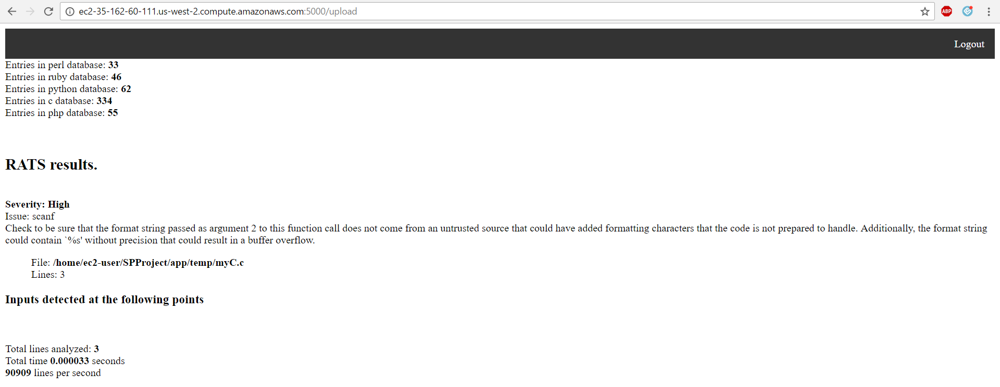 ec2-35-162-60-111.us-west-2.compute.amazonaws.com:5000/upload
ABP
Logout
Entries in perl database: 33
Entries in ruby database: 46
Entries in python database: 62
Entries in c database: 334
Entries in php database: 55
RATS results.
Severity: High
Issue: scanf
Check to be sure that the format string passed as argument 2 to this function call does not come from an untrusted source that could have added formatting characters that the code is not prepared to handle. Additionally, the format string
could contain `%s' without precision that could result in a buffer overflow.
File: /home/ec2-user/SPProject/app/temp/myC.c
Lines: 3
Inputs detected at the following points
Total lines analyzed: 3
Total time 0.000033 seconds
90909 lines per second